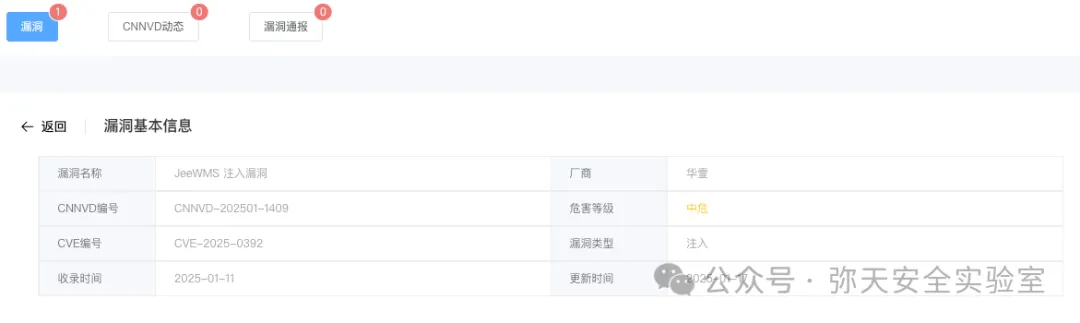 漏洞 1 CNNVD动态 0 漏洞通报 0
← 返回 漏洞基本信息
漏洞名称 JeeWMS 注入漏洞 厂商 华壹
CNNVD编号 CNNVD-202501-1409 危害等级 中危
CVE编号 CVE-2025-0392 漏洞类型 注入
收录时间 2025-01-11 更新时间 2025-01-17
公众号 · 弥天安全实验室